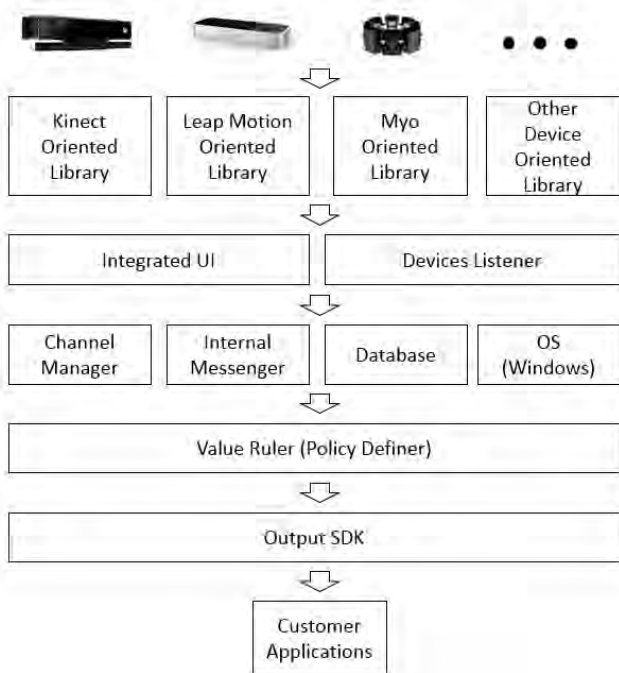 Kinect
Oriented
Library
Leap Motion
Oriented
Library
Myo
Oriented
Library
Other
Device
Oriented
Library
Integrated UI
Devices Listener
Channel
Manager
Internal
Messenger
Database
OS
(Windows)
Value Ruler (Policy Definer)
Output SDK
Customer
Applications